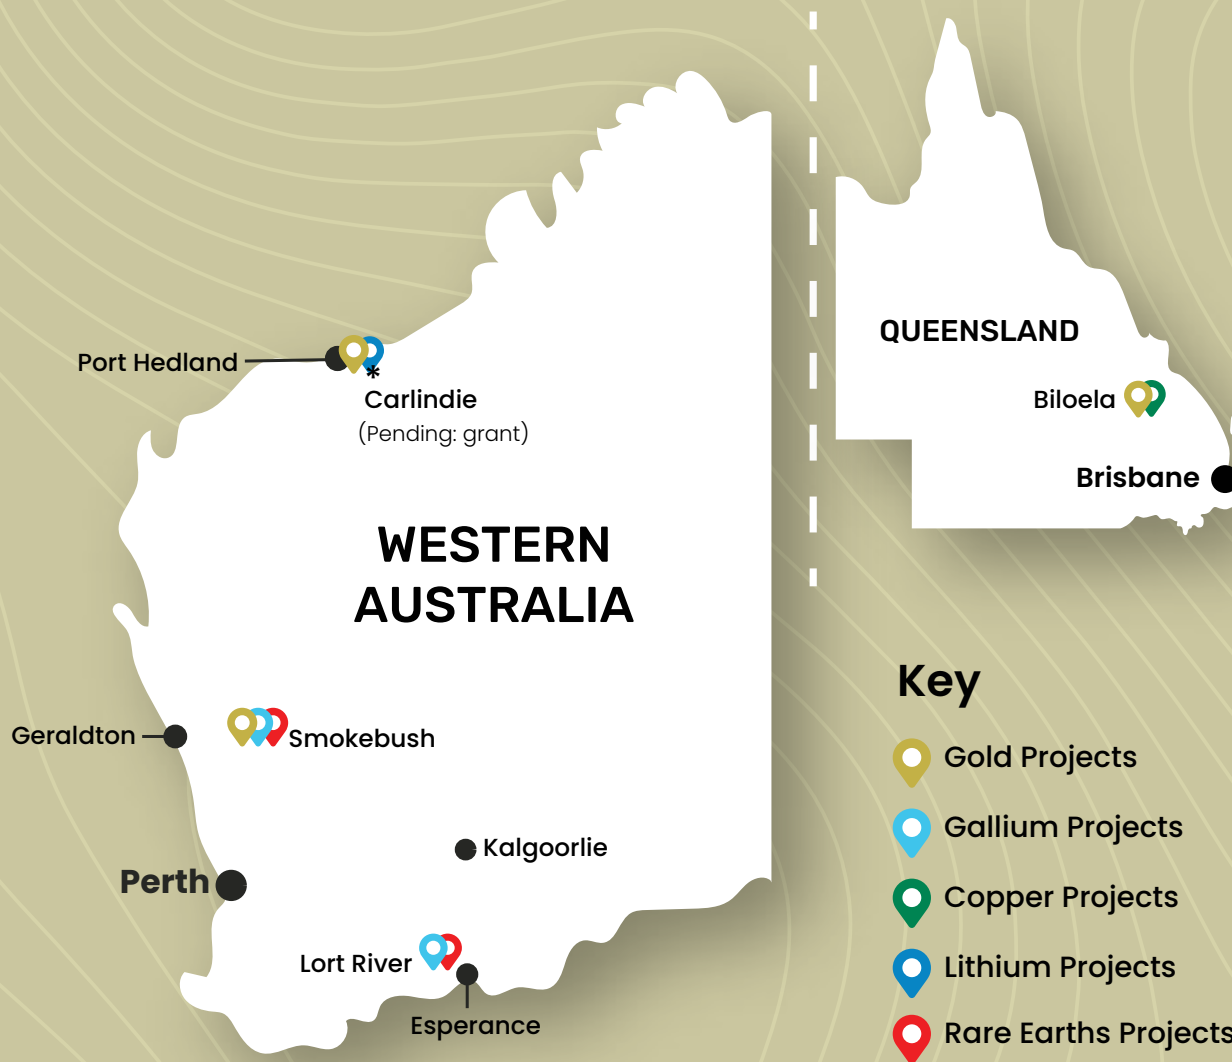 Port Hedland
*
Carlindie
(Pending: grant)
WESTERN
AUSTRALIA
Geraldton
Smokebush
Kalgoorlie
Perth
Lort River
Esperance
QUEENSLAND
Biloela
Brisbane
Key
Gold Projects
Gallium Projects
Copper Projects
Lithium Projects
Rare Earths Projects